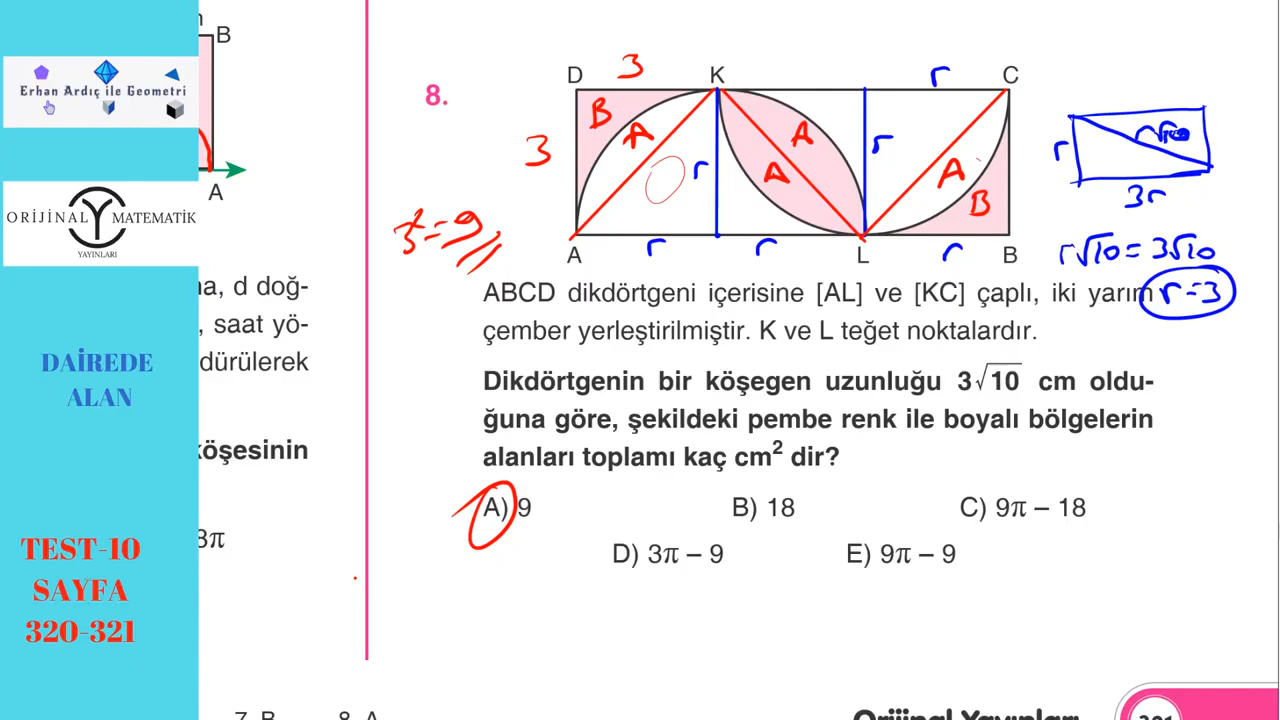 Erhan Ardıç ile Geometri
ORİJİNAL MATEMATİK
YAYINLARI
DAİREDE
ALAN
TEST-10
SAYFA
320-321
B
A
na, d doğ-
, saat yö-
dürülerek
köşesinin
3π
7. B 8. A
8.
D 3 K r C
B A A A A B
3 r r
r r r
A L B
3² = 9
r r√10
3r
r√10 = 3√10
r = 3
ABCD dikdörtgeni içerisine [AL] ve [KC] çaplı, iki yarım
çember yerleştirilmiştir. K ve L teğet noktalardır.
Dikdörtgenin bir köşegen uzunluğu 3√10 cm oldu-
ğuna göre, şekildeki pembe renk ile boyalı bölgelerin
alanları toplamı kaç cm² dir?
A) 9 B) 18 C) 9π – 18
D) 3π – 9 E) 9π – 9
Orijinal Yayınları
321